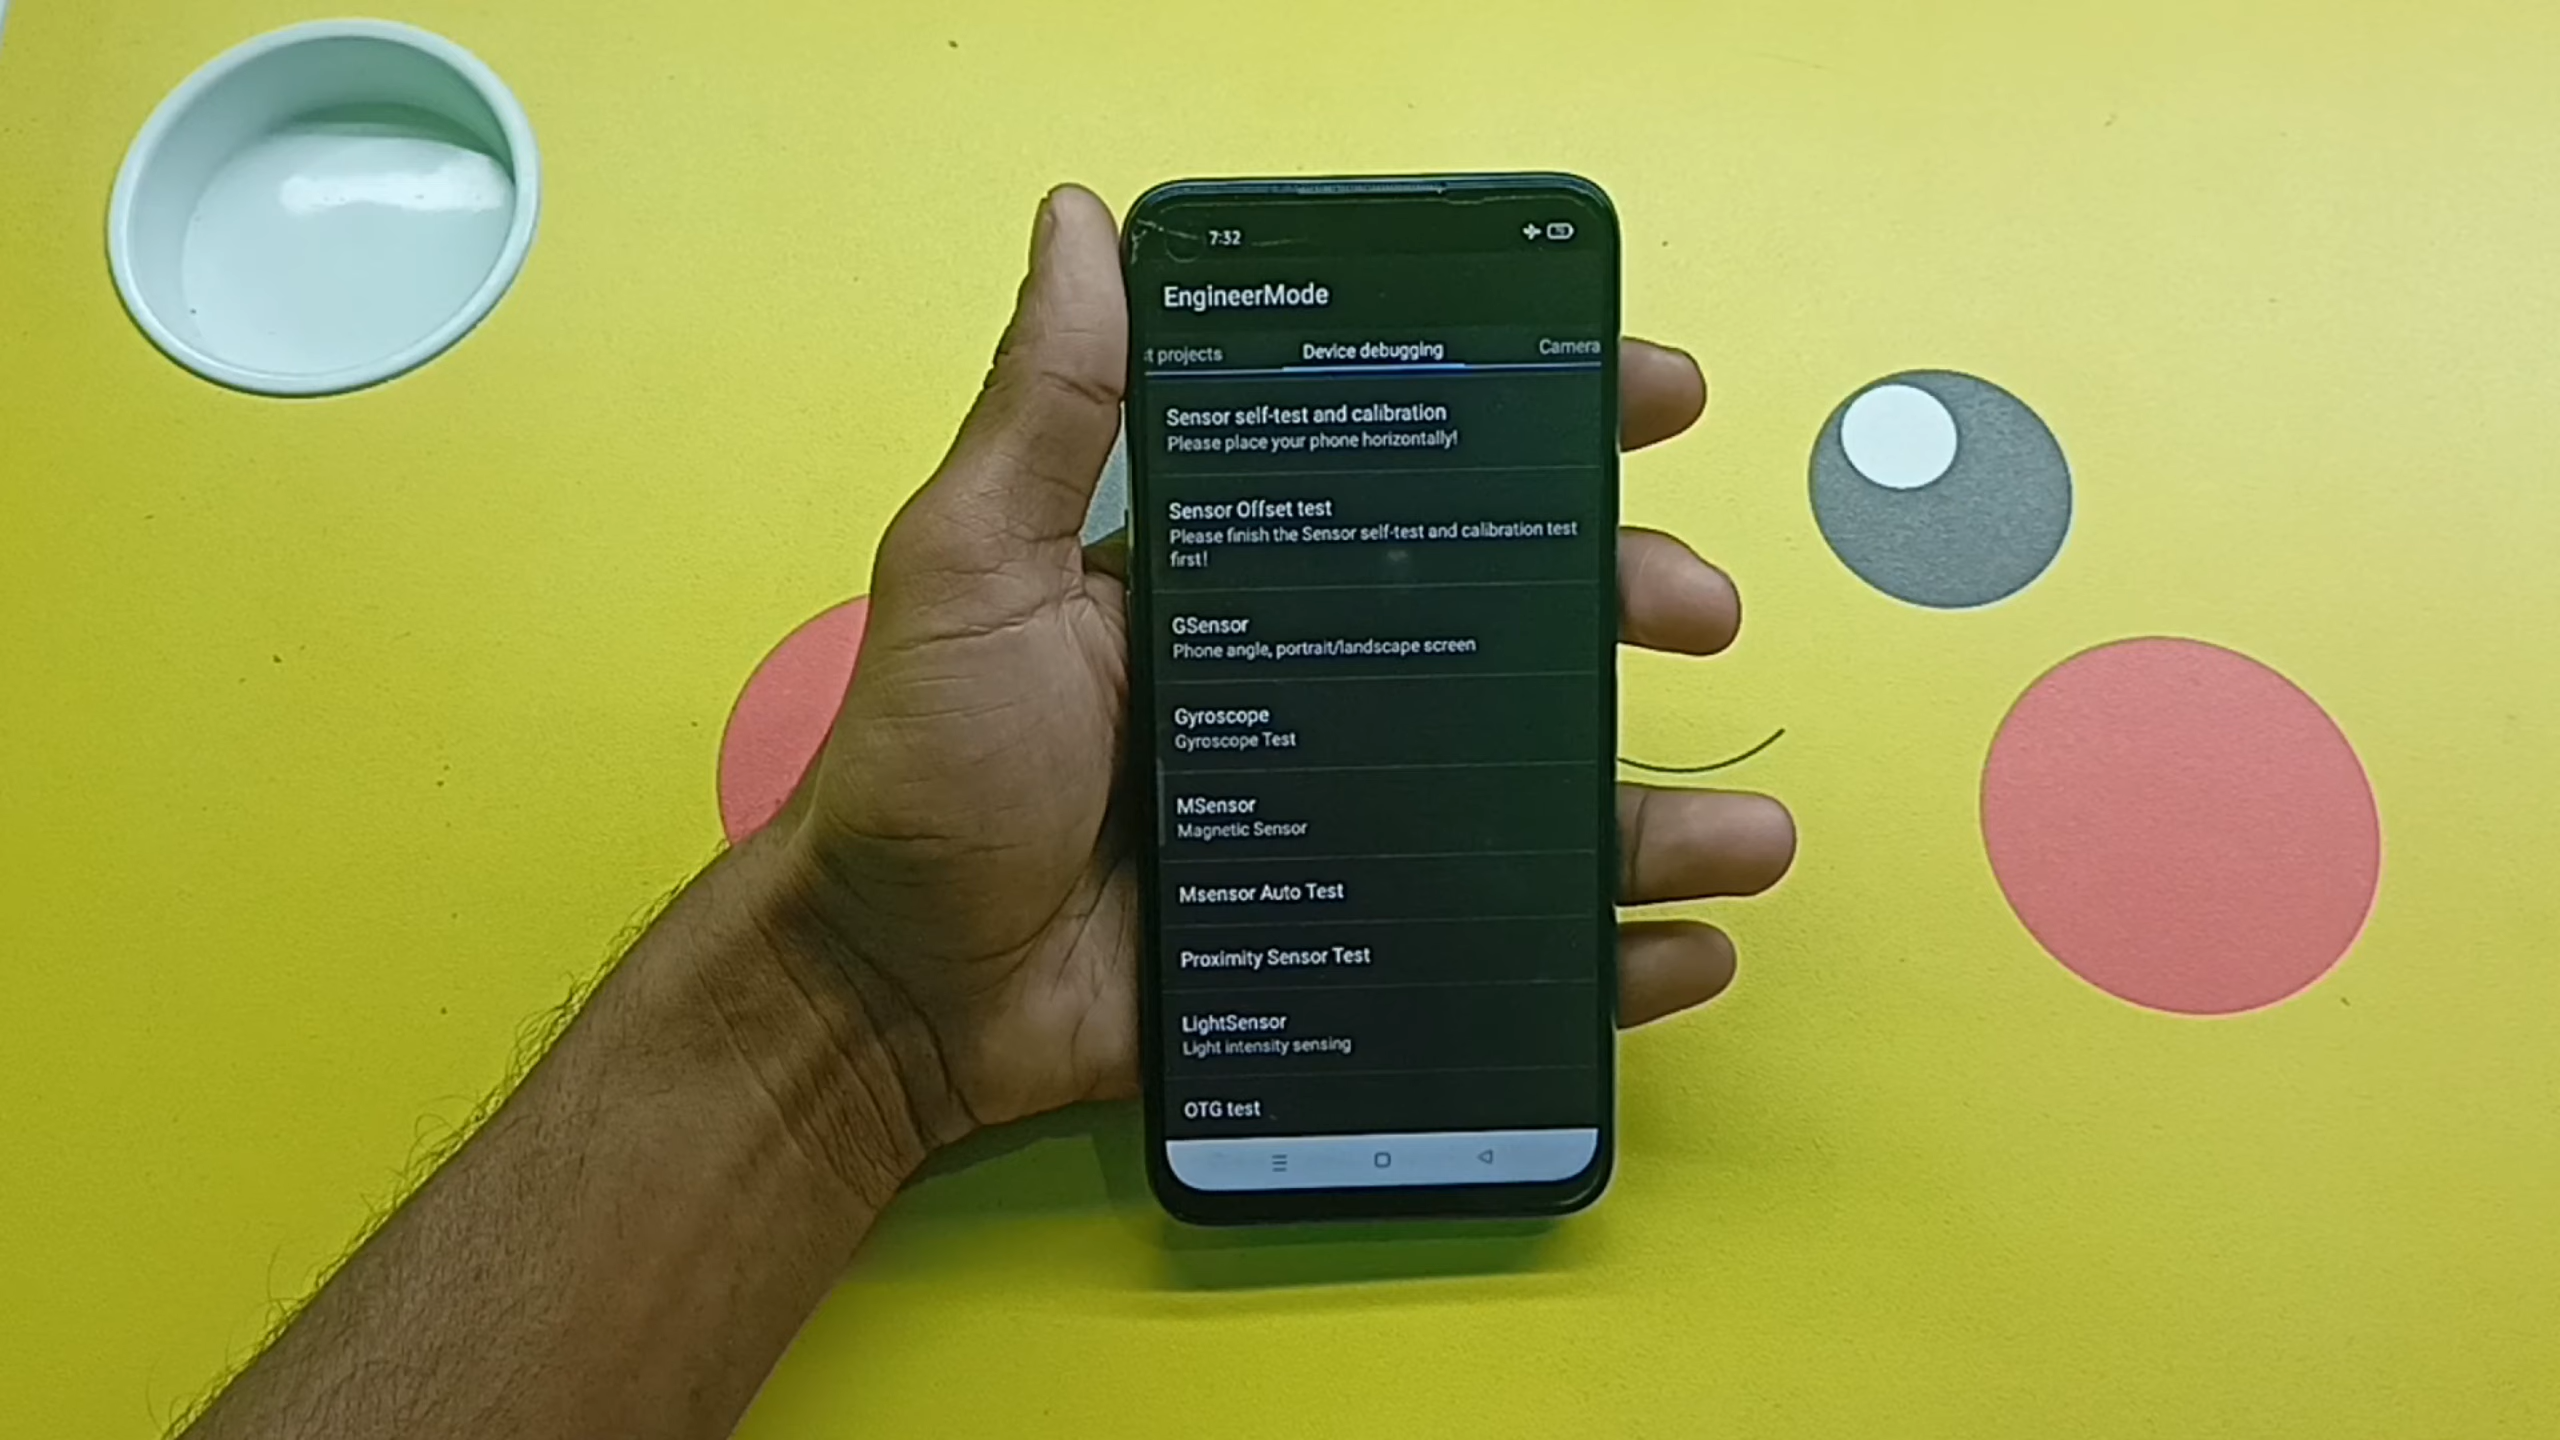 7:32
EngineerMode
t projects Device debugging Camera
Sensor self-test and calibration
Please place your phone horizontally!
Sensor Offset test
Please finish the Sensor self-test and calibration test
first!
GSensor
Phone angle, portrait/landscape screen
Gyroscope
Gyroscope Test
MSensor
Magnetic Sensor
Msensor Auto Test
Proximity Sensor Test
LightSensor
Light intensity sensing
OTG test